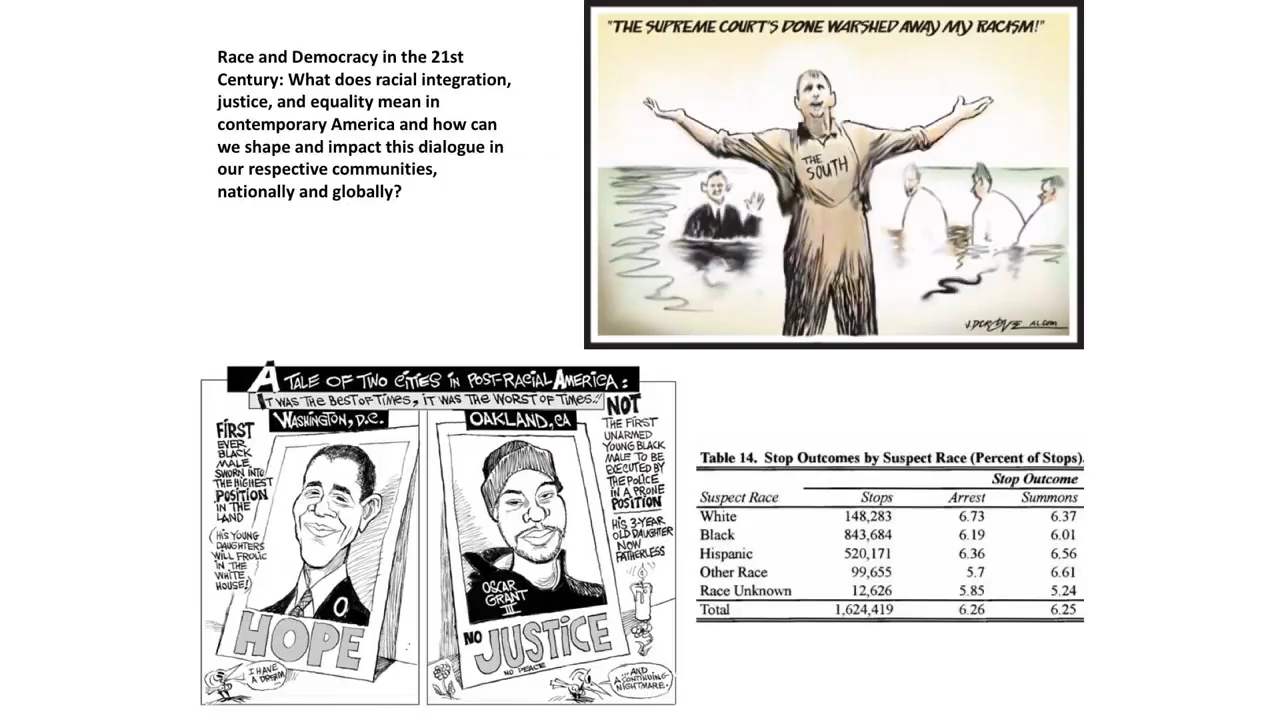 Race and Democracy in the 21st
Century: What does racial integration,
justice, and equality mean in
contemporary America and how can
we shape and impact this dialogue in
our respective communities,
nationally and globally?
"THE SUPREME COURT'S DONE WARSHED AWAY MY RACISM!"
THE
SOUTH
AL.COM
A TALE OF TWO CITIES IN POST-RACIAL AMERICA:
IT WAS THE BEST OF TIMES, IT WAS THE WORST OF TIMES..!
WASHINGTON, D.C.
FIRST
EVER
BLACK
MALE
SWORN INTO
THE HIGHEST
POSITION
IN THE
LAND
(HIS YOUNG
DAUGHTERS
WILL FROLIC
IN THE
WHITE
HOUSE!)
O
HOPE
I HAVE
A DREAM
...
OAKLAND, CA
NOT
THE FIRST
UNARMED
YOUNG BLACK
MALE TO BE
EXECUTED BY
THE POLICE
IN A PRONE
POSITION
HIS 3-YEAR
OLD DAUGHTER
NOW
FATHERLESS
OSCAR
GRANT
III
NO JUSTICE
NO PEACE
...AND
A CONTINUING
NIGHTMARE.
Table 14. Stop Outcomes by Suspect Race (Percent of Stops)
Stop Outcome
Suspect Race Stops Arrest Summons
White 148,283 6.73 6.37
Black 843,684 6.19 6.01
Hispanic 520,171 6.36 6.56
Other Race 99,655 5.7 6.61
Race Unknown 12,626 5.85 5.24
Total 1,624,419 6.26 6.25